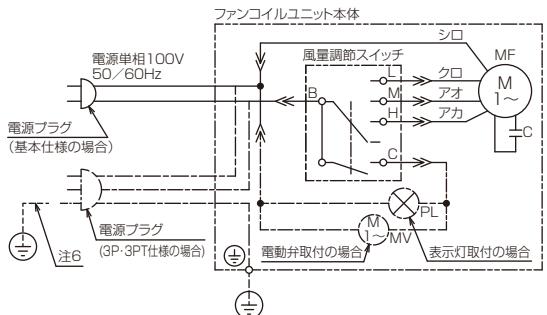 ファンコイルユニット本体
電源単相100V
50／60Hz
風量調節スイッチ
シロ
MF
L
クロ
M
1～
B
M
アオ
H
アカ
C
C
電源プラグ
(基本仕様の場合)
PL
電源プラグ
(3P･3PT仕様の場合)
注6
M
1～
MV
電動弁取付の場合
表示灯取付の場合